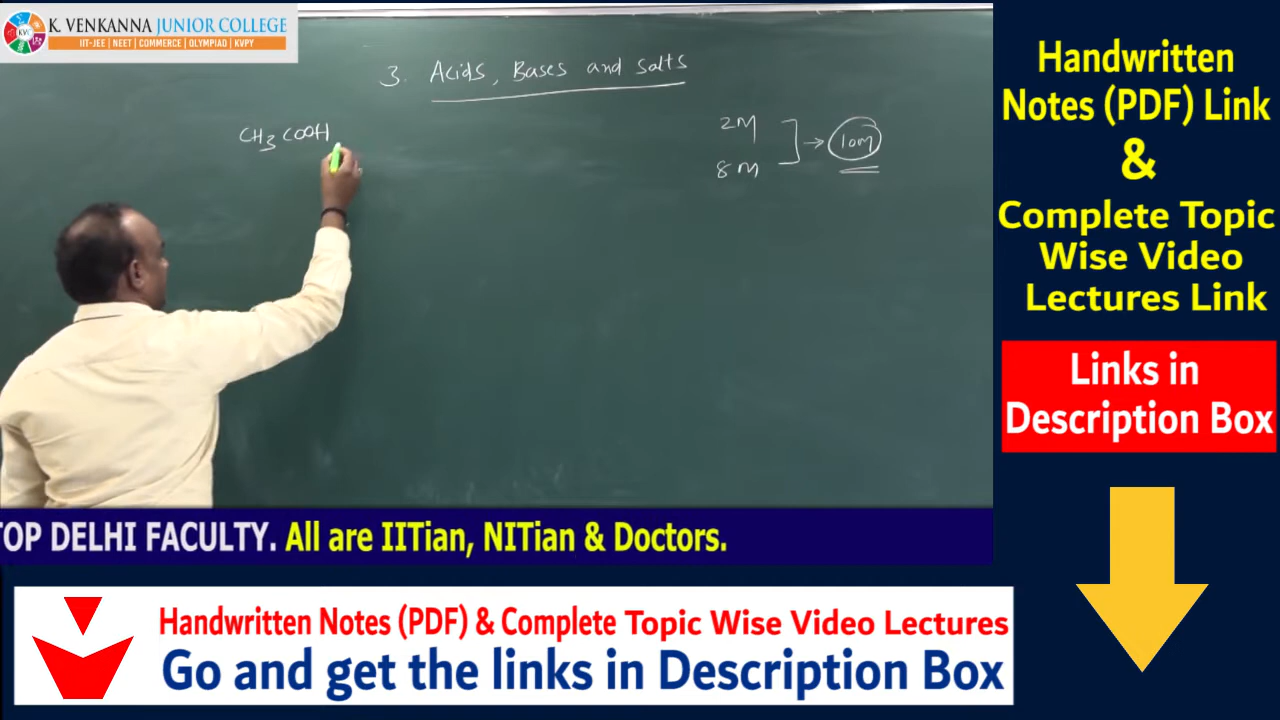 K. VENKANNA JUNIOR COLLEGE
IIT-JEE | NEET | COMMERCE | OLYMPIAD | KVPY
3. Acids, Bases and Salts
CH3COOH
2M
8M
→ 10M
TOP DELHI FACULTY. All are IITian, NITian & Doctors.
Handwritten Notes (PDF) & Complete Topic Wise Video Lectures
Go and get the links in Description Box
Handwritten
Notes (PDF) Link
&
Complete Topic
Wise Video
Lectures Link
Links in
Description Box